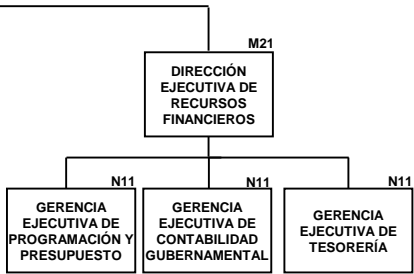 M21
DIRECCIÓN
EJECUTIVA DE
RECURSOS
FINANCIEROS
N11
GERENCIA
EJECUTIVA DE
PROGRAMACIÓN Y
PRESUPUESTO
N11
GERENCIA
EJECUTIVA DE
CONTABILIDAD
GUBERNAMENTAL
N11
GERENCIA
EJECUTIVA DE
TESORERÍA